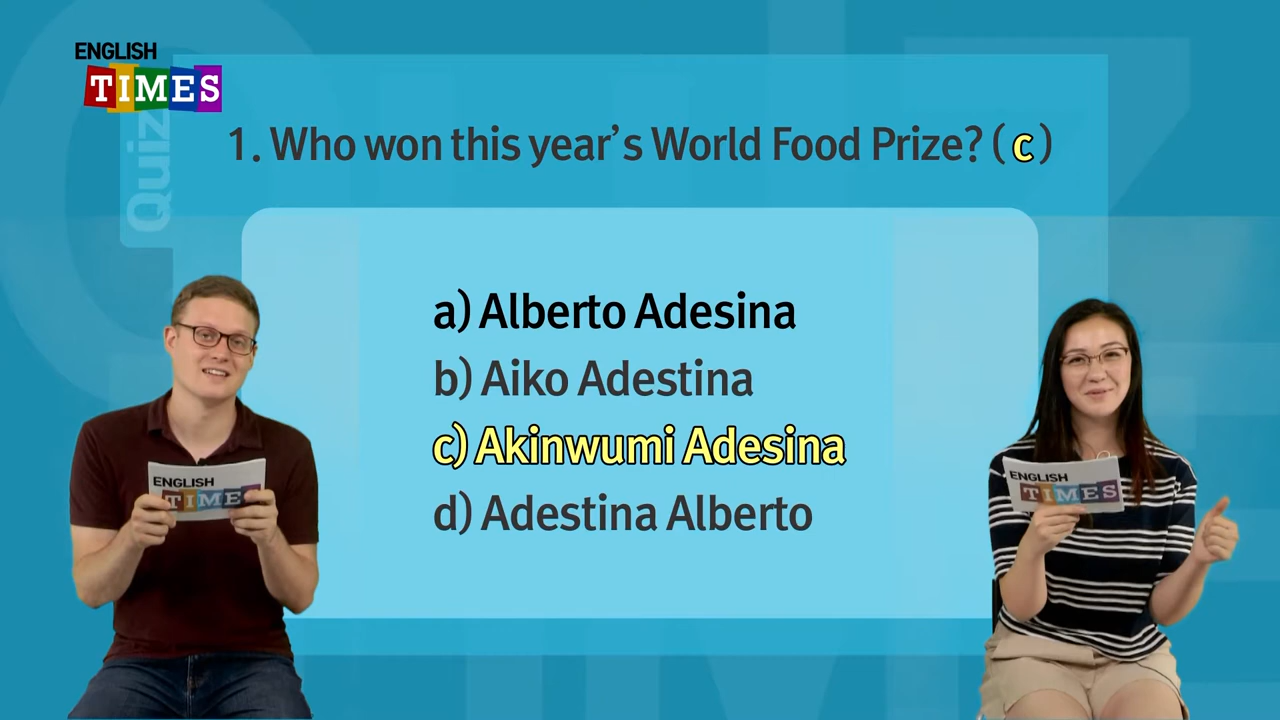 ENGLISH
TIMES
Quiz
1. Who won this year's World Food Prize? (c)
a) Alberto Adesina
b) Aiko Adestina
c) Akinwumi Adesina
d) Adestina Alberto
ENGLISH
TIMES
ENGLISH
TIMES